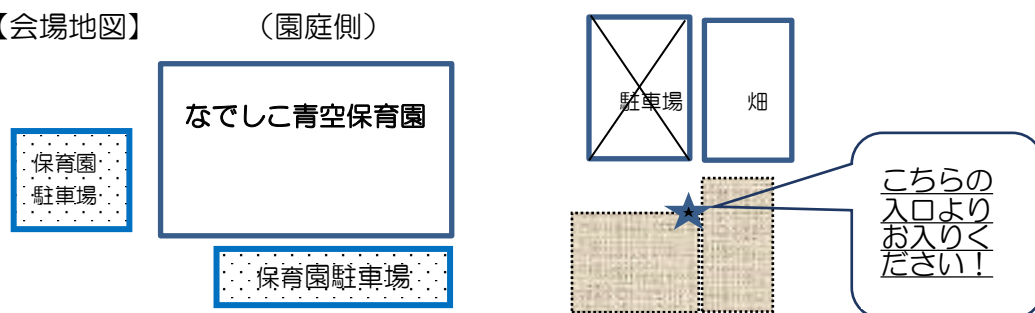 【会場地図】 (園庭側)
なでしこ青空保育園
保育園
駐車場
保育園駐車場
駐車場
畑
こちらの
入口より
お入りく
ださい！